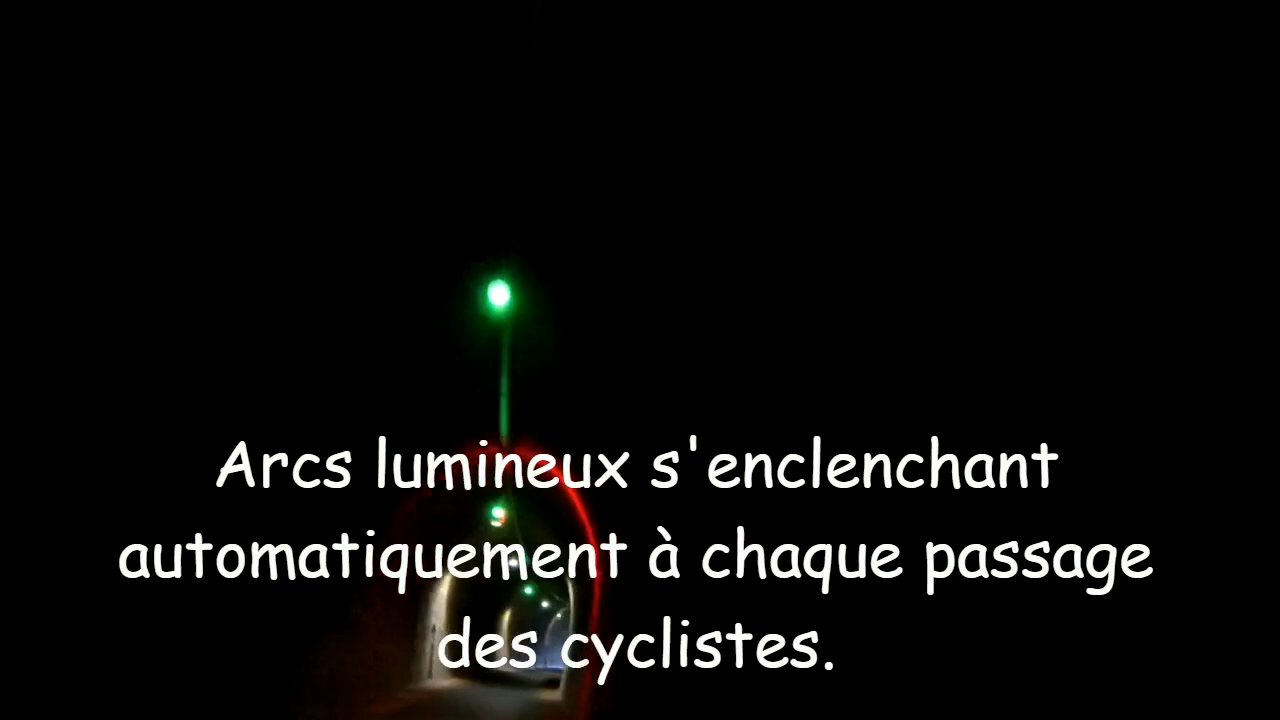 Arcs lumineux s'enclenchant
automatiquement à chaque passage
des cyclistes.